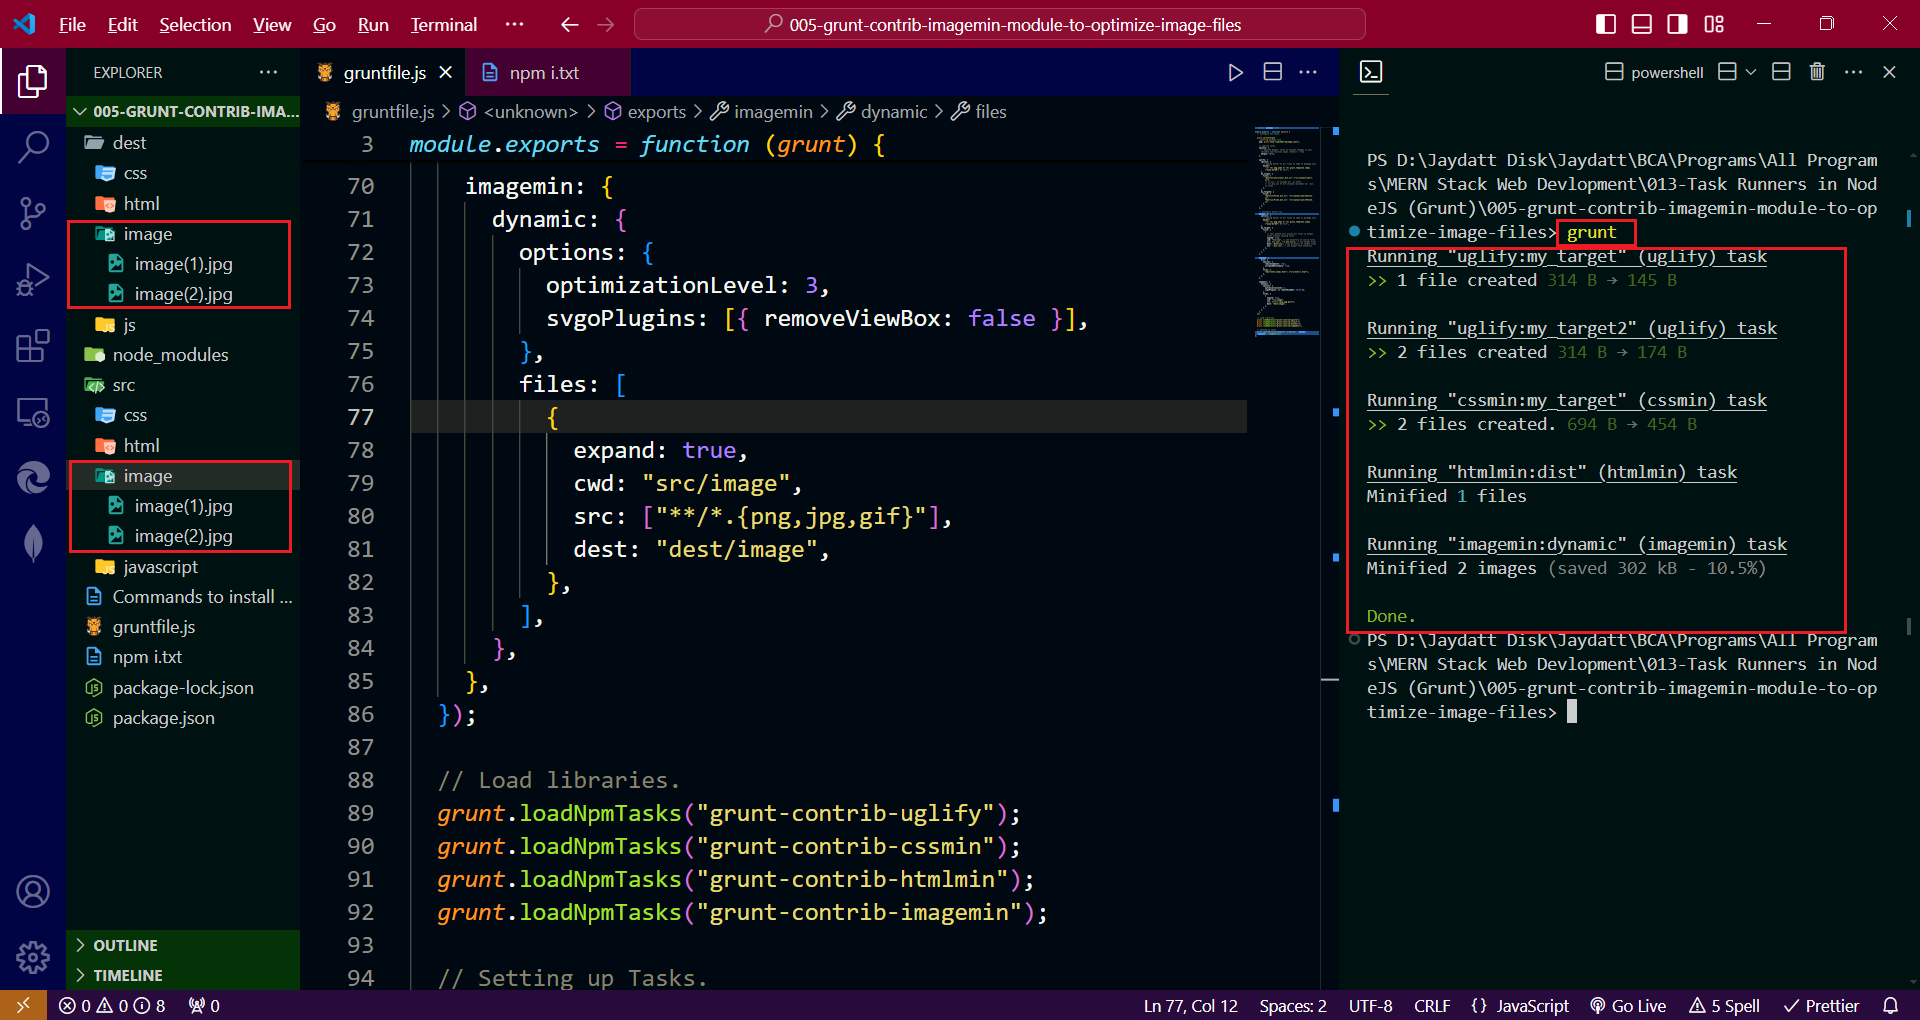 File Edit Selection View Go Run Terminal ···
005-grunt-contrib-imagemin-module-to-optimize-image-files
EXPLORER
005-GRUNT-CONTRIB-IMA...
dest
css
html
image
image(1).jpg
image(2).jpg
js
node_modules
src
css
html
image
image(1).jpg
image(2).jpg
javascript
Commands to install ...
gruntfile.js
npm i.txt
package-lock.json
package.json
OUTLINE
TIMELINE
gruntfile.js
npm i.txt
gruntfile.js > <unknown> > exports > imagemin > dynamic > files
3 module.exports = function (grunt) {
70 imagemin: {
71 dynamic: {
72 options: {
73 optimizationLevel: 3,
74 svgoPlugins: [{ removeViewBox: false }],
75 },
76 files: [
77 {
78 expand: true,
79 cwd: "src/image",
80 src: ["**/*.{png,jpg,gif}"],
81 dest: "dest/image",
82 },
83 ],
84 },
85 },
86 });
87
88 // Load libraries.
89 grunt.loadNpmTasks("grunt-contrib-uglify");
90 grunt.loadNpmTasks("grunt-contrib-cssmin");
91 grunt.loadNpmTasks("grunt-contrib-htmlmin");
92 grunt.loadNpmTasks("grunt-contrib-imagemin");
93
94 // Setting up Tasks.
powershell
PS D:\Jaydatt Disk\Jaydatt\BCA\Programs\All Program
s\MERN Stack Web Devlopment\013-Task Runners in Nod
eJS (Grunt)\005-grunt-contrib-imagemin-module-to-op
timize-image-files> grunt
Running "uglify:my_target" (uglify) task
>> 1 file created 314 B → 145 B
Running "uglify:my_target2" (uglify) task
>> 2 files created 314 B → 174 B
Running "cssmin:my_target" (cssmin) task
>> 2 files created. 694 B → 454 B
Running "htmlmin:dist" (htmlmin) task
Minified 1 files
Running "imagemin:dynamic" (imagemin) task
Minified 2 images (saved 302 kB - 10.5%)
Done.
PS D:\Jaydatt Disk\Jaydatt\BCA\Programs\All Program
s\MERN Stack Web Devlopment\013-Task Runners in Nod
eJS (Grunt)\005-grunt-contrib-imagemin-module-to-op
timize-image-files>
0 0 8 0
Ln 77, Col 12 Spaces: 2 UTF-8 CRLF {} JavaScript Go Live 5 Spell Prettier